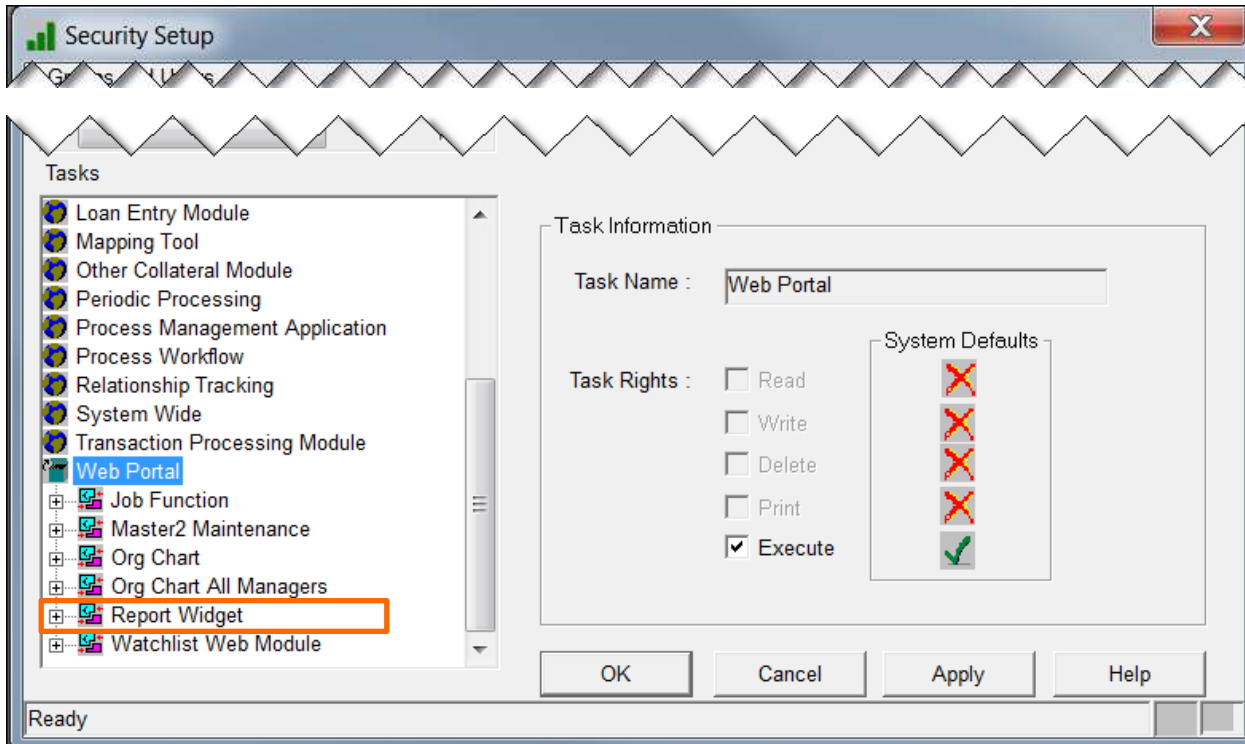 Security Setup
Tasks
Loan Entry Module
Mapping Tool
Other Collateral Module
Periodic Processing
Process Management Application
Process Workflow
Relationship Tracking
System Wide
Transaction Processing Module
Web Portal
Job Function
Master2 Maintenance
Org Chart
Org Chart All Managers
Report Widget
Watchlist Web Module
Task Information
Task Name :
Web Portal
System Defaults
Task Rights :
Read
Write
Delete
Print
Execute
OK
Cancel
Apply
Help
Ready